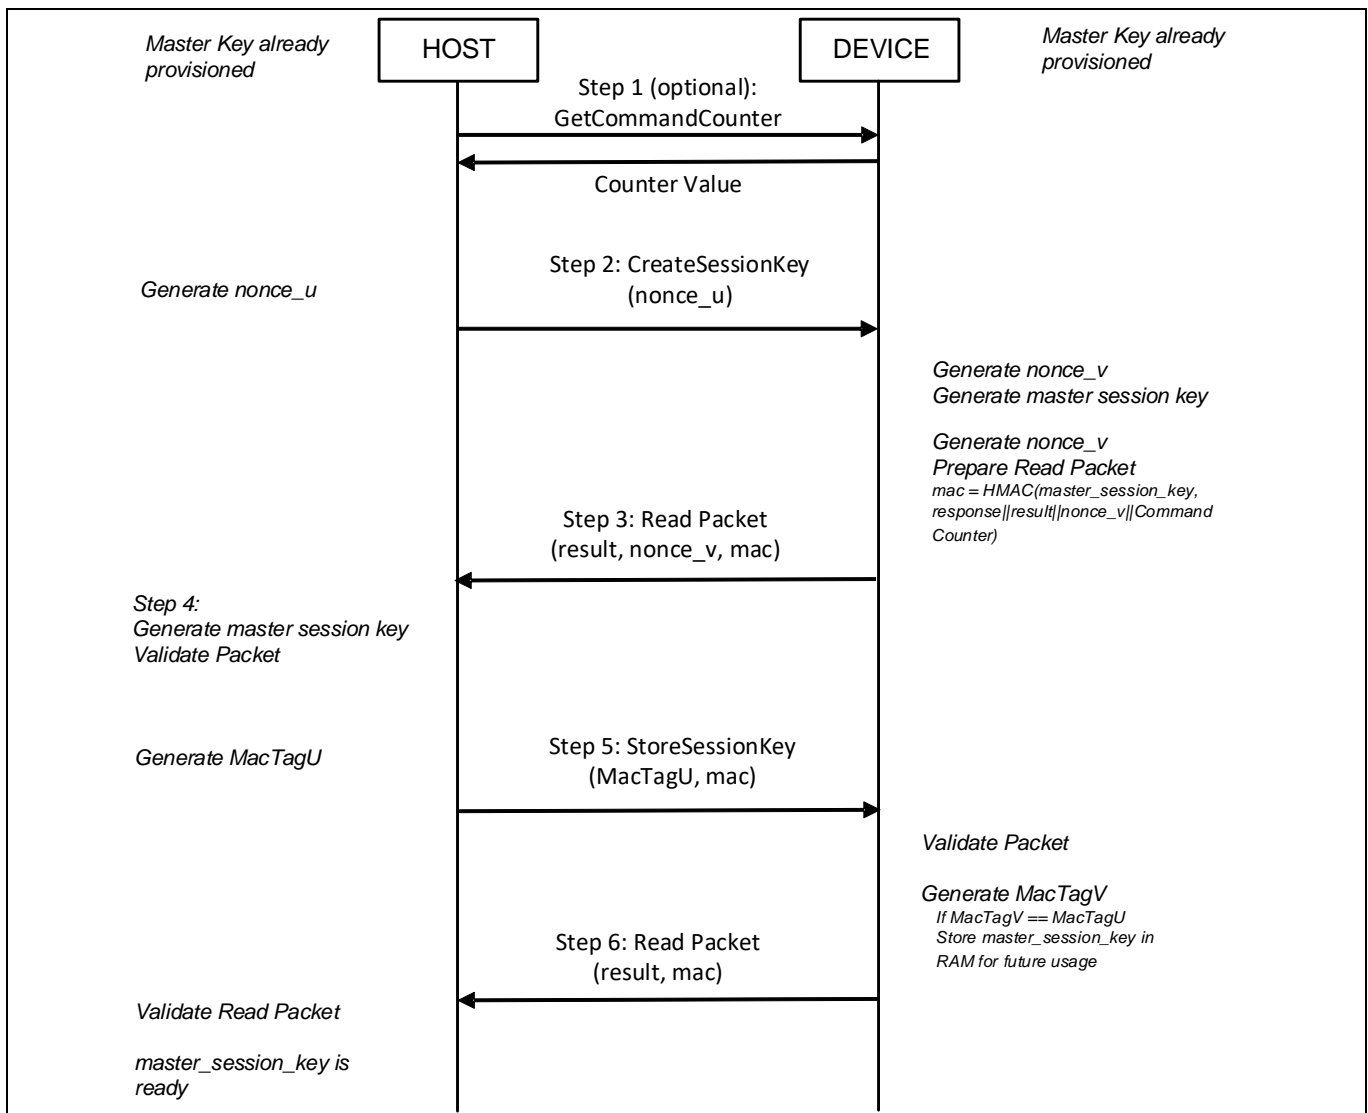 Master Key already
provisioned
HOST
DEVICE
Master Key already
provisioned
Step 1 (optional):
GetCommandCounter
Counter Value
Generate nonce_u
Step 2: CreateSessionKey
(nonce_u)
Generate nonce_v
Generate master session key
Generate nonce_v
Prepare Read Packet
mac = HMAC(master_session_key,
response||result||nonce_v||Command
Counter)
Step 3: Read Packet
(result, nonce_v, mac)
Step 4:
Generate master session key
Validate Packet
Generate MacTagU
Step 5: StoreSessionKey
(MacTagU, mac)
Validate Packet
Generate MacTagV
If MacTagV == MacTagU
Store master_session_key in
RAM for future usage
Step 6: Read Packet
(result, mac)
Validate Read Packet
master_session_key is
ready